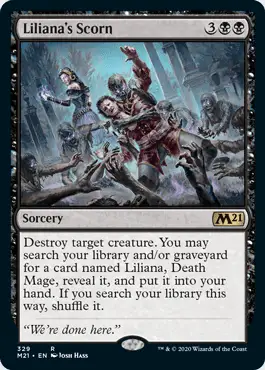 Liliana's Scorn 3
Sorcery M21
Destroy target creature. You may
search your library and/or graveyard
for a card named Liliana, Death
Mage, reveal it, and put it into your
hand. If you search your library this
way, shuffle it.
“We're done here.”
329 R
M21 • EN Josh Hass ™ & © 2020 Wizards of the Coast